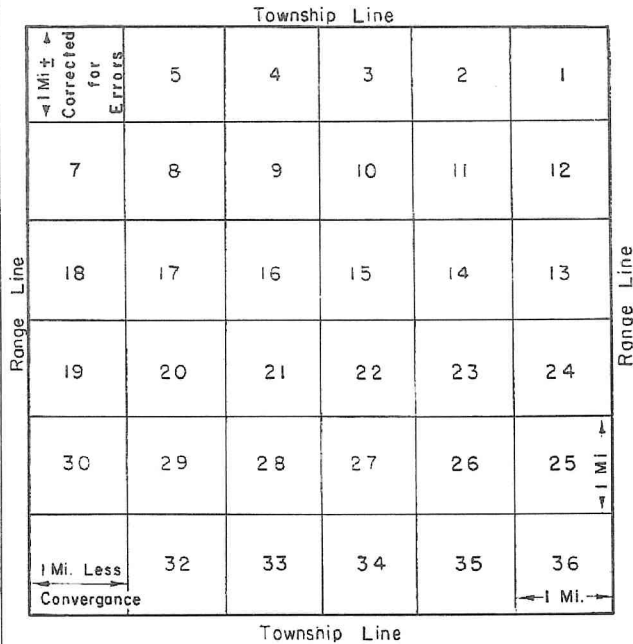 Township Line
1 Mi ±
Corrected
for
Errors
5 4 3 2 1
7 8 9 10 11 12
18 17 16 15 14 13
Range Line
Range Line
19 20 21 22 23 24
30 29 28 27 26 25
1 Mi
1 Mi. Less
Convergance
32 33 34 35 36
1 Mi.
Township Line